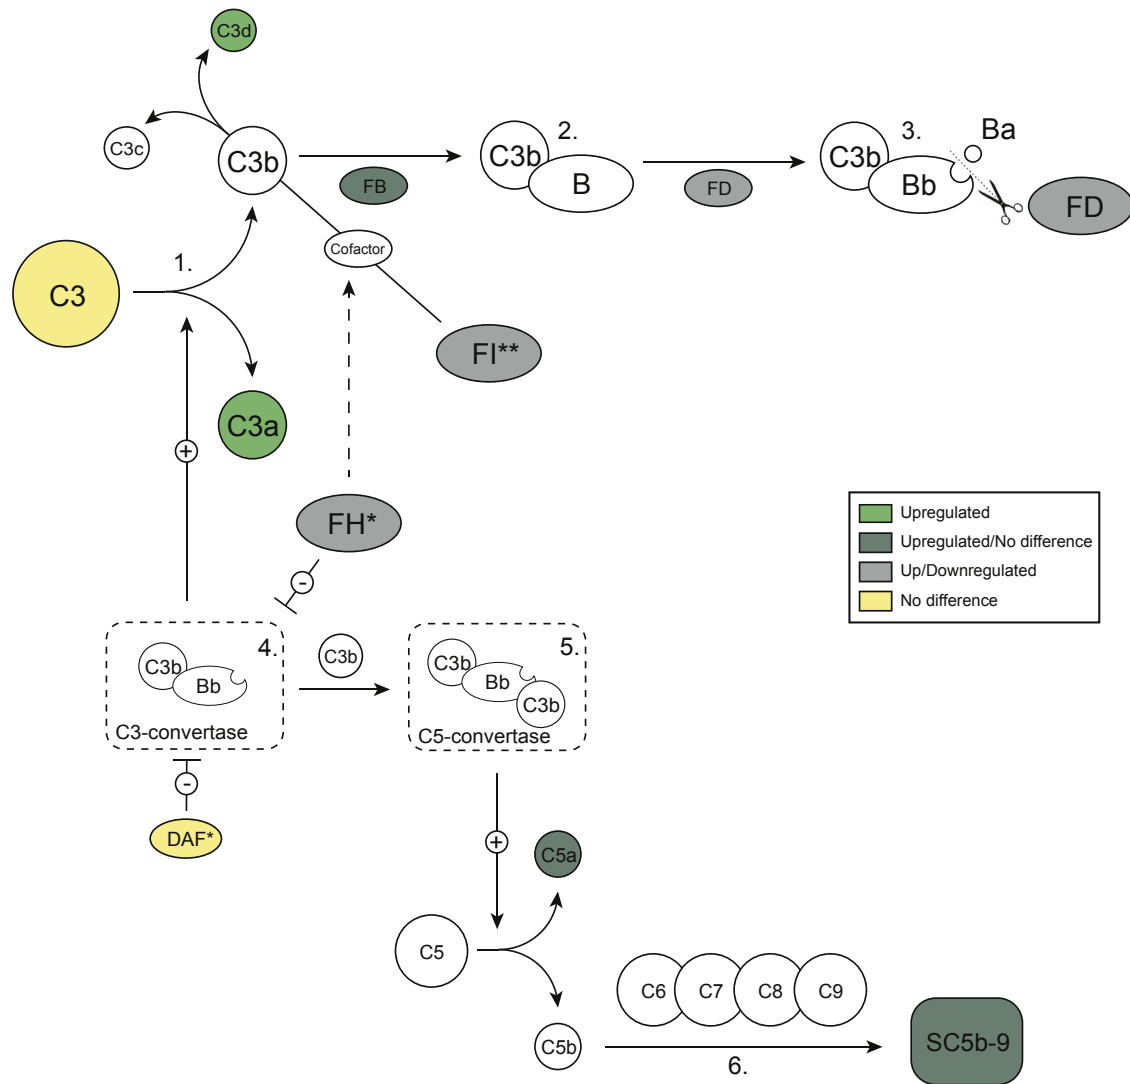 C3d
C3c
C3b
FB
C3b
2.
B
FD
C3b
3.
Bb
Ba
FD
Cofactor
1.
C3
FI**
C3a
+
FH*
-
Upregulated
Upregulated/No difference
Up/Downregulated
No difference
4.
C3b
Bb
C3-convertase
C3b
5.
C3b
Bb
C3b
C5-convertase
-
DAF*
+
C5a
C5
C5b
C6
C7
C8
C9
6.
SC5b-9